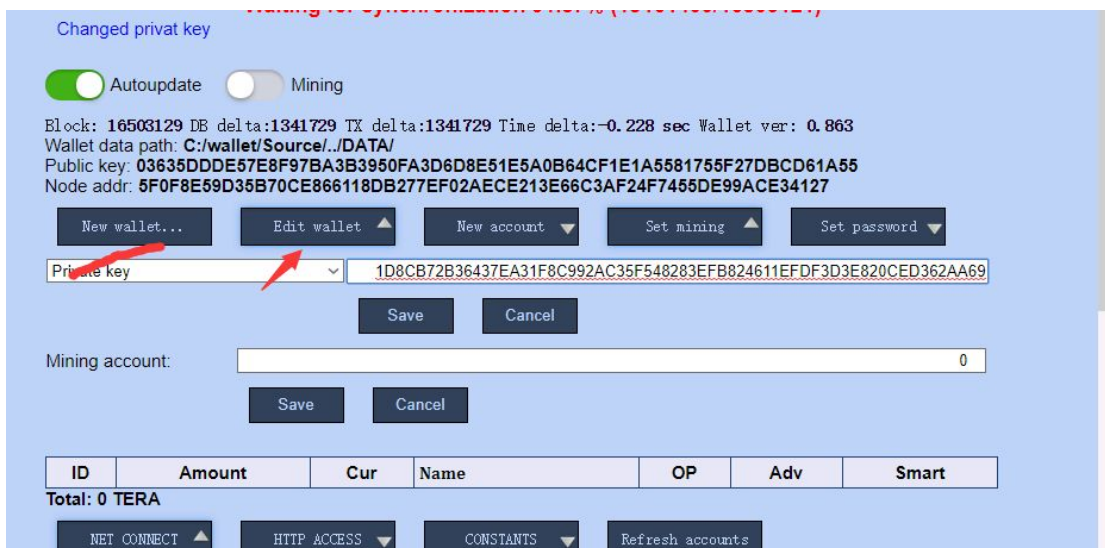 Changed privat key
Autoupdate Mining
Block: 16503129 DB delta:1341729 TX delta:1341729 Time delta:-0.228 sec Wallet ver: 0.863
Wallet data path: C:/wallet/Source/../DATA/
Public key: 03635DDDDE57E8F97BA3B3950FA3D6D8E51E5A0B64CF1E1A5581755F27DBCD61A55
Node addr: 5F0F8E59D35B70CE866118DB277EF02AECE213E66C3AF24F7455DE99ACE34127
New wallet... Edit wallet New account Set mining Set password
Private key 1D8CB72B36437EA31F8C992AC35F548283EFB824611EFDF3D3E820CED362AA69
Save Cancel
Mining account: 0
Save Cancel
ID Amount Cur Name OP Adv Smart
Total: 0 TERA
NET CONNECT HTTP ACCESS CONSTANTS Refresh accounts